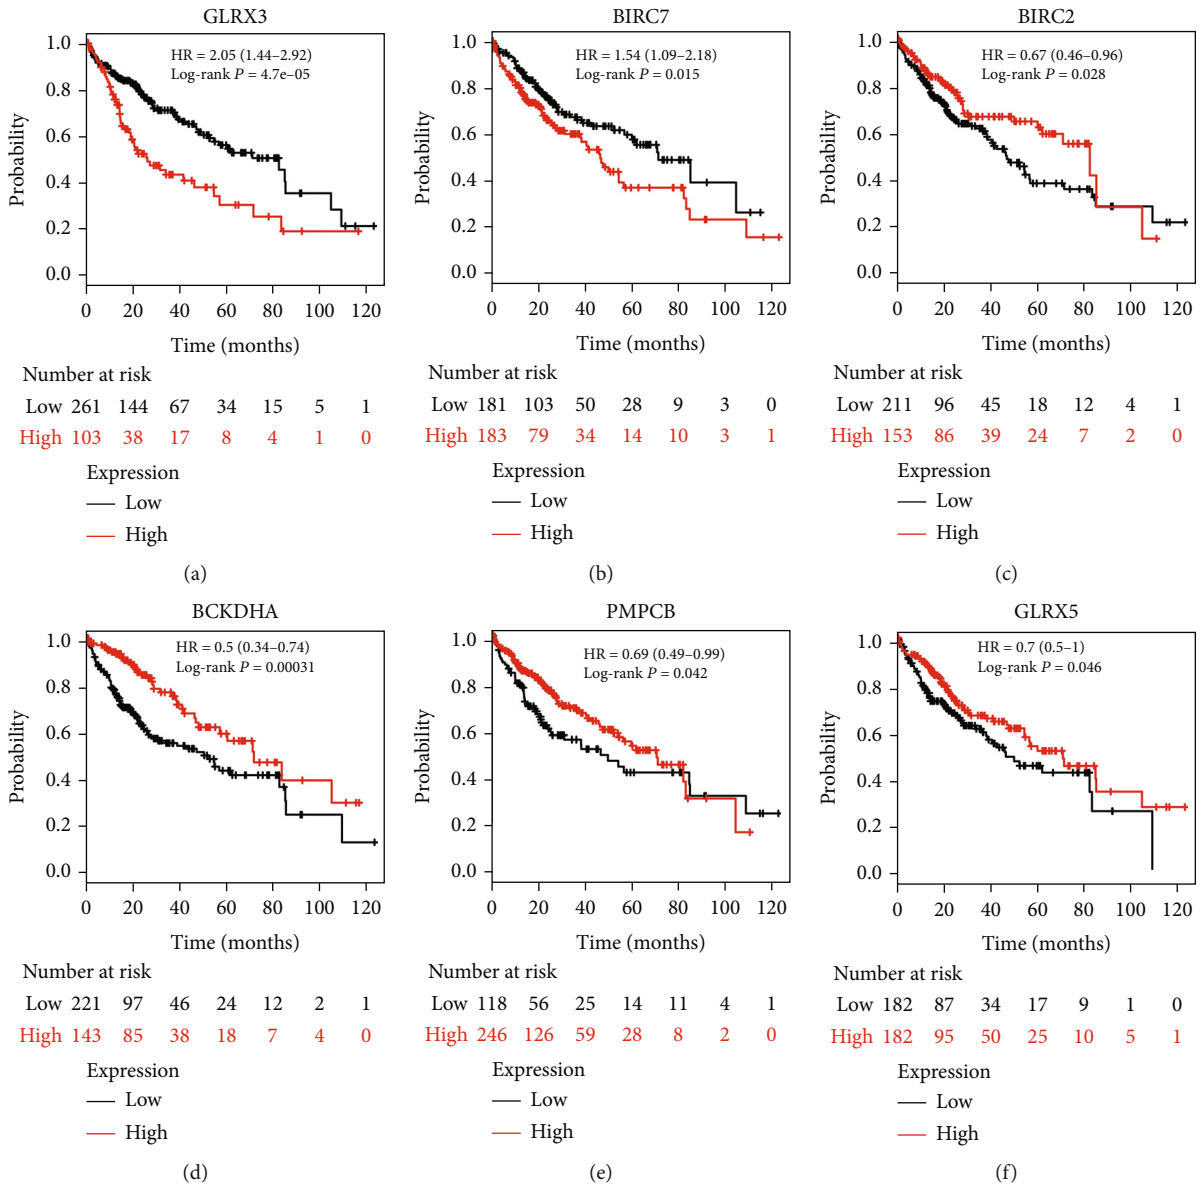 GLRX3
HR = 2.05 (1.44–2.92)
Log-rank P = 4.7e–05
Probability
1.0
0.8
0.6
0.4
0.2
0.0
0 20 40 60 80 100 120
Time (months)
Number at risk
Low 261 144 67 34 15 5 1
High 103 38 17 8 4 1 0
Expression
Low
High
(a)
BIRC7
HR = 1.54 (1.09–2.18)
Log-rank P = 0.015
Probability
1.0
0.8
0.6
0.4
0.2
0.0
0 20 40 60 80 100 120
Time (months)
Number at risk
Low 181 103 50 28 9 3 0
High 183 79 34 14 10 3 1
Expression
Low
High
(b)
BIRC2
HR = 0.67 (0.46–0.96)
Log-rank P = 0.028
Probability
1.0
0.8
0.6
0.4
0.2
0.0
0 20 40 60 80 100 120
Time (months)
Number at risk
Low 211 96 45 18 12 4 1
High 153 86 39 24 7 2 0
Expression
Low
High
(c)
BCKDHA
HR = 0.5 (0.34–0.74)
Log-rank P = 0.00031
Probability
1.0
0.8
0.6
0.4
0.2
0.0
0 20 40 60 80 100 120
Time (months)
Number at risk
Low 221 97 46 24 12 2 1
High 143 85 38 18 7 4 0
Expression
Low
High
(d)
PMPCB
HR = 0.69 (0.49–0.99)
Log-rank P = 0.042
Probability
1.0
0.8
0.6
0.4
0.2
0.0
0 20 40 60 80 100 120
Time (months)
Number at risk
Low 118 56 25 14 11 4 1
High 246 126 59 28 8 2 0
Expression
Low
High
(e)
GLRX5
HR = 0.7 (0.5–1)
Log-rank P = 0.046
Probability
1.0
0.8
0.6
0.4
0.2
0.0
0 20 40 60 80 100 120
Time (months)
Number at risk
Low 182 87 34 17 9 1 0
High 182 95 50 25 10 5 1
Expression
Low
High
(f)